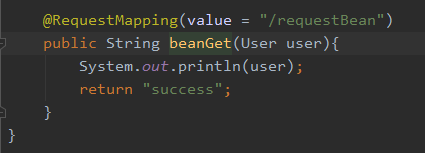 @RequestMapping(value = "/requestBean")
public String beanGet(User user){
System.out.println(user);
return "success";
}
}